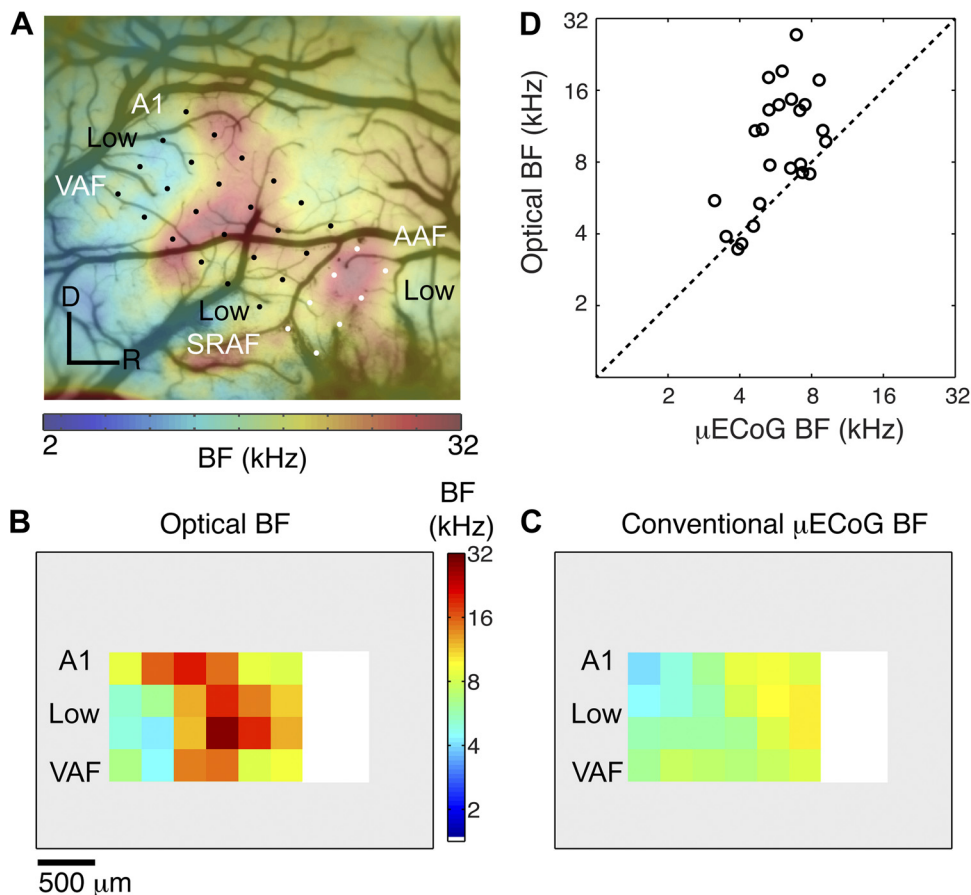 A
A1
Low
VAF
AAF
D
Low
Low
R
SRAF
2
32
BF (kHz)
D
32
16
8
4
2
2
4
8
16
32
Optical BF (kHz)
μECoG BF (kHz)
B
Optical BF
BF
(kHz)
32
16
8
4
2
A1
Low
VAF
500 μm
C
Conventional μECoG BF
A1
Low
VAF